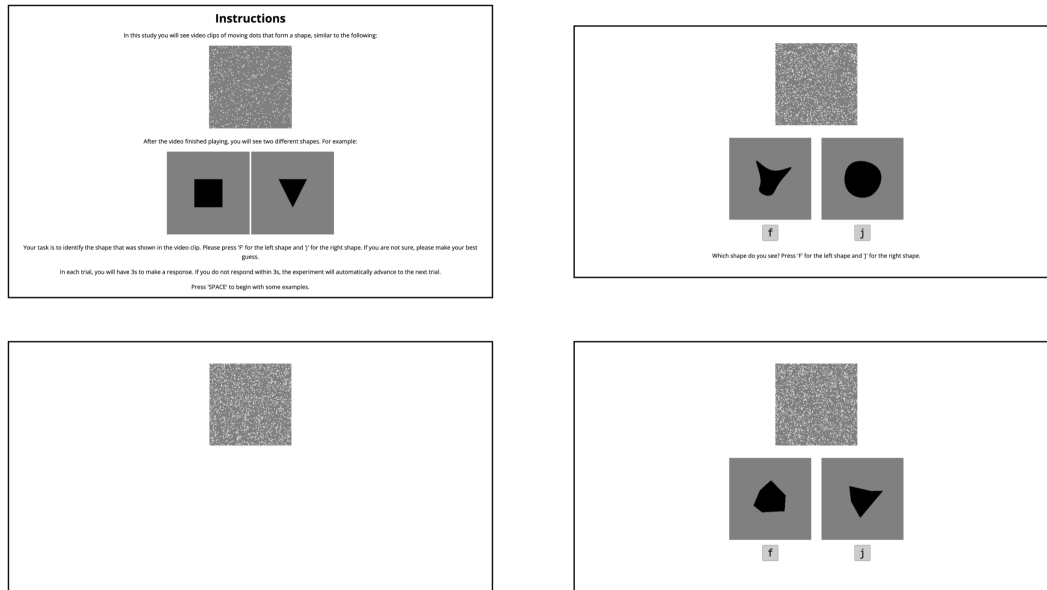 Instructions
In this study you will see video clips of moving dots that form a shape, similar to the following:
After the video finished playing, you will see two different shapes. For example:
Your task is to identify the shape that was shown in the video clip. Please press 'F' for the left shape and 'J' for the right shape. If you are not sure, please make your best
guess.
In each trial, you will have 3s to make a response. If you do not respond within 3s, the experiment will automatically advance to the next trial.
Press 'SPACE' to begin with some examples.
f j
Which shape do you see? Press 'F' for the left shape and 'J' for the right shape.
f j